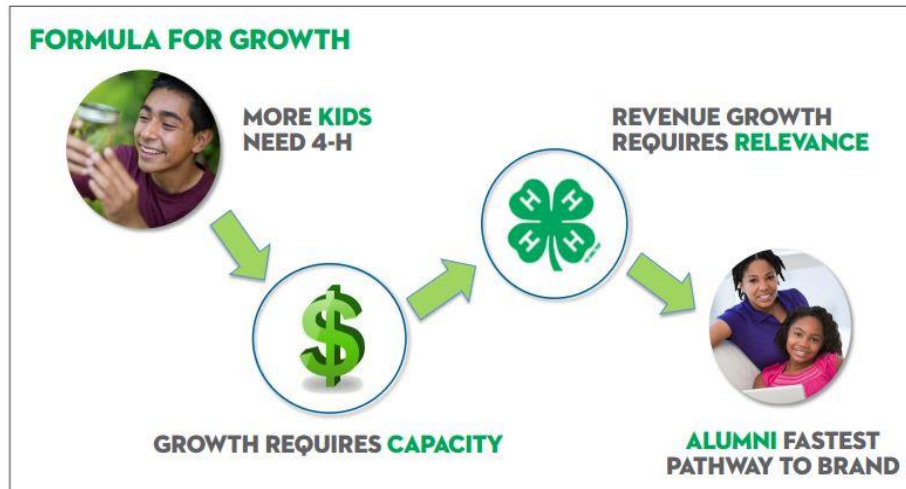 FORMULA FOR GROWTH
MORE KIDS
NEED 4-H
REVENUE GROWTH
REQUIRES RELEVANCE
H H
H H
GROWTH REQUIRES CAPACITY
ALUMNI FASTEST
PATHWAY TO BRAND